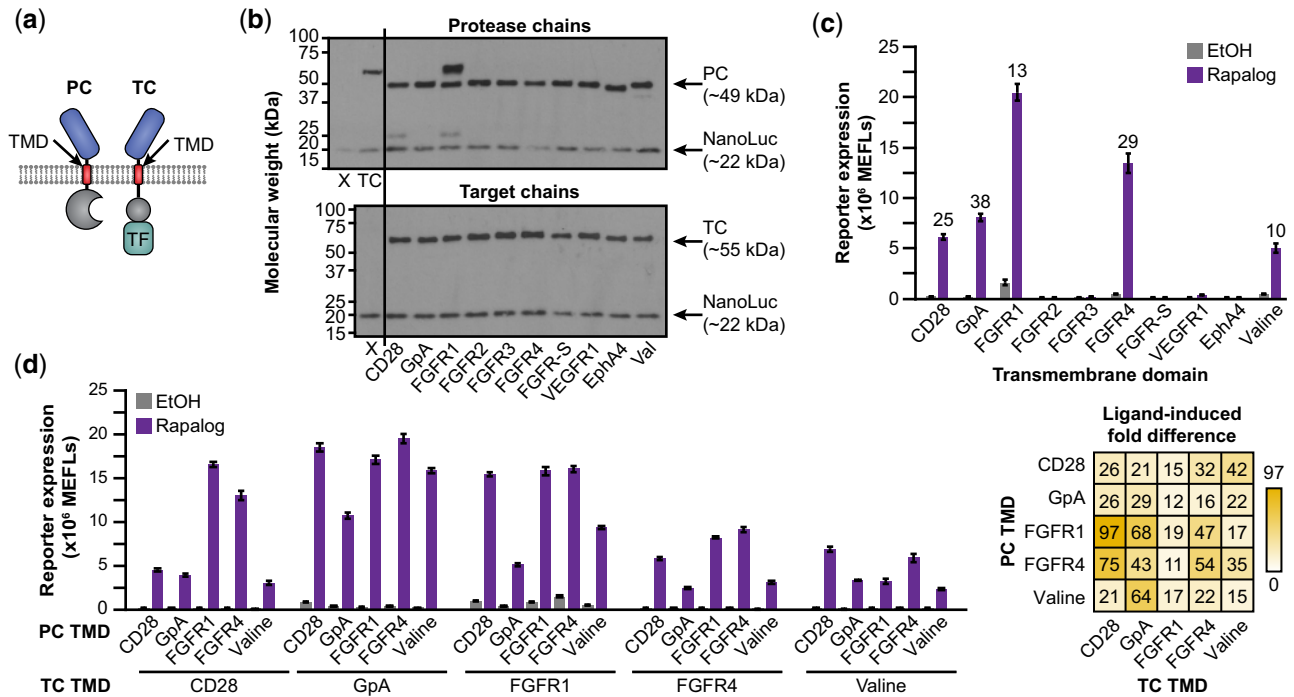 (a)
PC TC
TMD TMD
TF
(b)
Protease chains
Molecular weight (kDa)
100
75
50
37
25
20
15
PC
(~49 kDa)
NanoLuc
(~22 kDa)
X TC
Target chains
100
75
50
37
25
20
15
TC
(~55 kDa)
NanoLuc
(~22 kDa)
X CD28 GpA FGFR1 FGFR2 FGFR3 FGFR4 FGFR-S VEGFR1 EphA4 Val
(c)
Reporter expression
(x10⁶ MEFLs)
25
20
15
10
5
0
EtOH
Rapalog
25 38 13 29 10
CD28 GpA FGFR1 FGFR2 FGFR3 FGFR4 FGFR-S VEGFR1 EphA4 Valine
Transmembrane domain
(d)
Reporter expression
(x10⁶ MEFLs)
25
20
15
10
5
0
EtOH
Rapalog
PC TMD CD28 GpA FGFR1 FGFR4 Valine CD28 GpA FGFR1 FGFR4 Valine CD28 GpA FGFR1 FGFR4 Valine CD28 GpA FGFR1 FGFR4 Valine CD28 GpA FGFR1 FGFR4 Valine
TC TMD CD28 GpA FGFR1 FGFR4 Valine
Ligand-induced
fold difference
PC TMD
CD28 26 21 15 32 42
GpA 26 29 12 16 22
FGFR1 97 68 19 47 17
FGFR4 75 43 11 54 35
Valine 21 64 17 22 15
CD28 GpA FGFR1 FGFR4 Valine
TC TMD
97
0